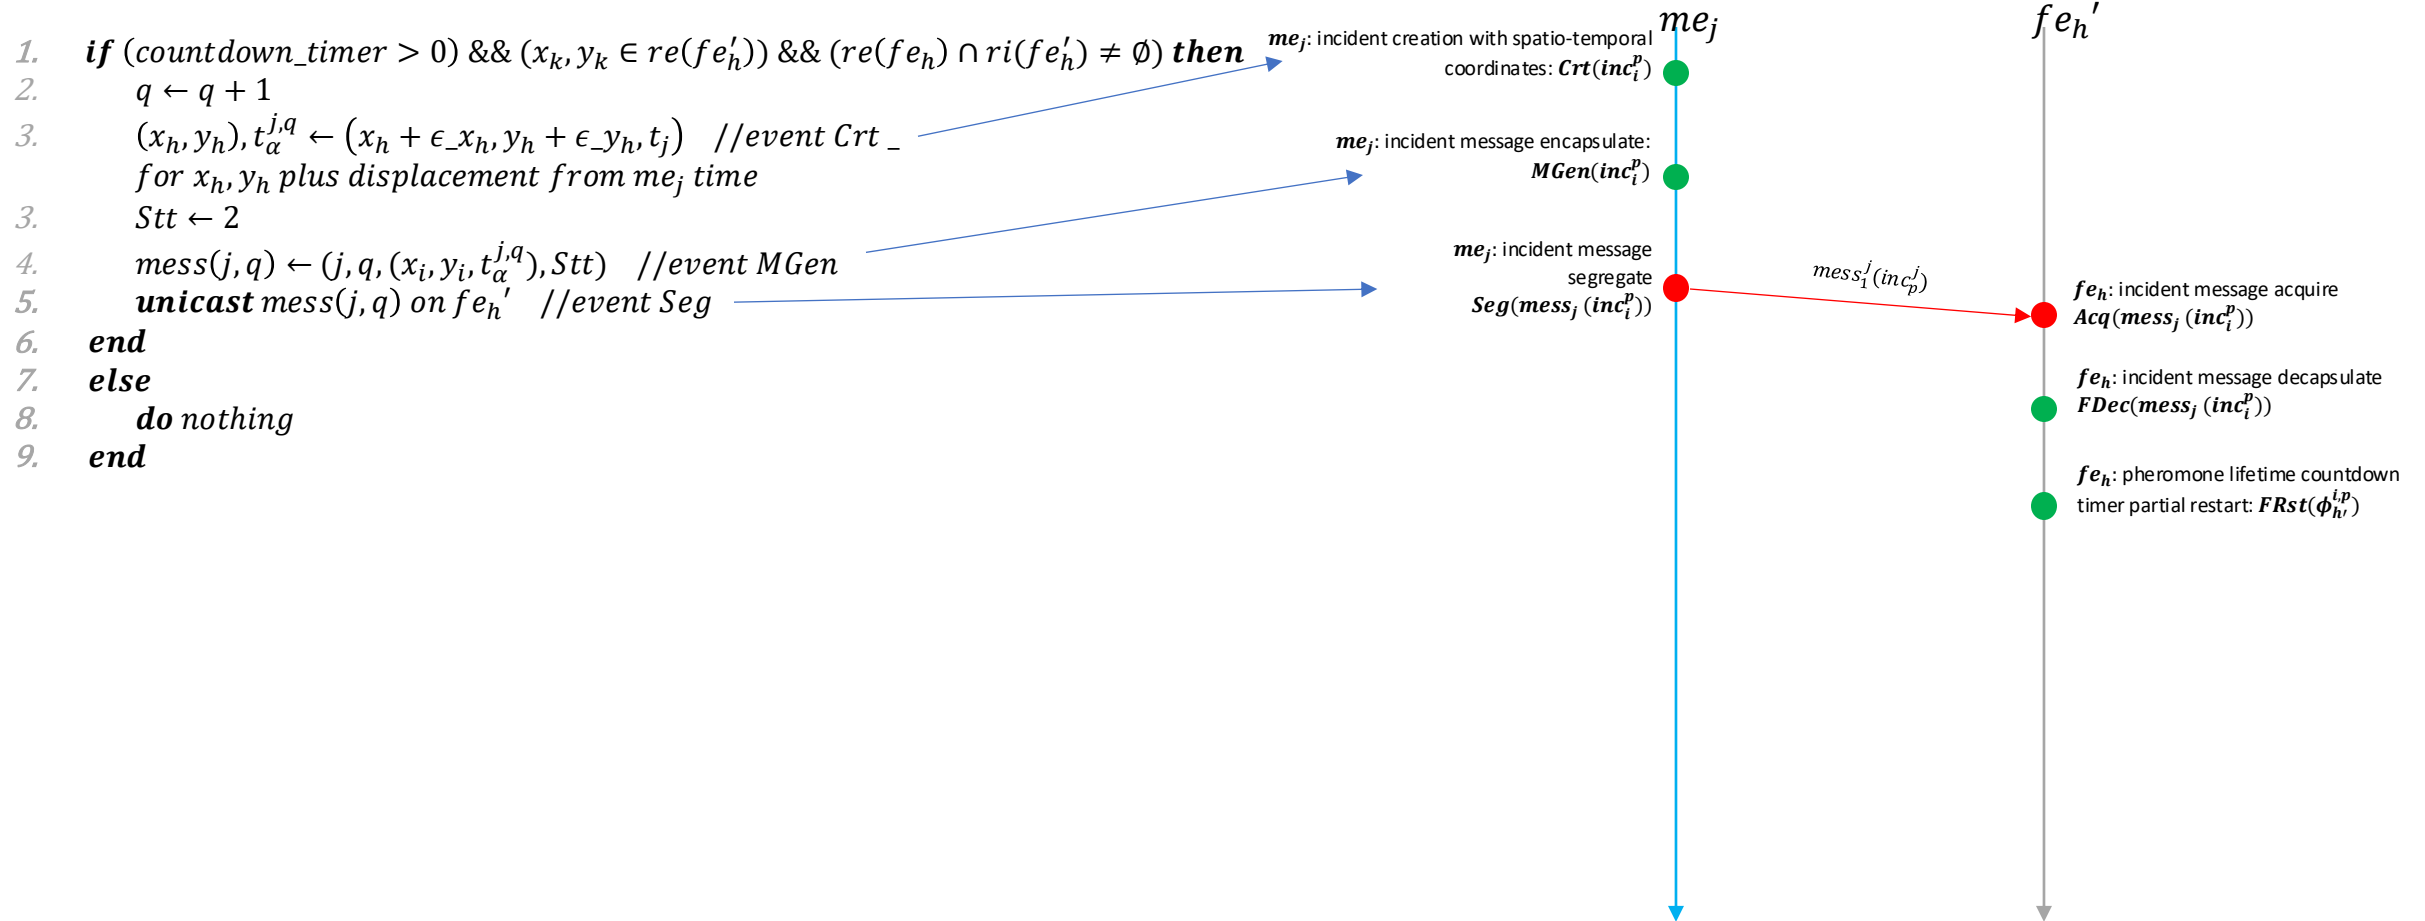 1. if (countdown_timer > 0) && (x_k, y_k ∈ re(fe_h′)) && (re(fe_h) ∩ ri(fe_h′) ≠ ∅) then
2. q ← q + 1
3. (x_h, y_h), t_α^{j,q} ← (x_h + ϵ_x_h, y_h + ϵ_y_h, t_j) //event Crt _
for x_h, y_h plus displacement from me_j time
3. Stt ← 2
4. mess(j, q) ← (j, q, (x_i, y_i, t_α^{j,q}), Stt) //event MGen
5. unicast mess(j, q) on fe_h′ //event Seg
6. end
7. else
8. do nothing
9. end
me_j
fe_h′
me_j: incident creation with spatio-temporal
coordinates: Crt(inc_i^p)
me_j: incident message encapsulate:
MGen(inc_i^p)
me_j: incident message
segregate
Seg(mess_j (inc_i^p))
mess_1^j(inc_p^j)
fe_h: incident message acquire
Acq(mess_j (inc_i^p))
fe_h: incident message decapsulate
FDec(mess_j (inc_i^p))
fe_h: pheromone lifetime countdown
timer partial restart: FRst(ϕ_{h′}^{i,p})